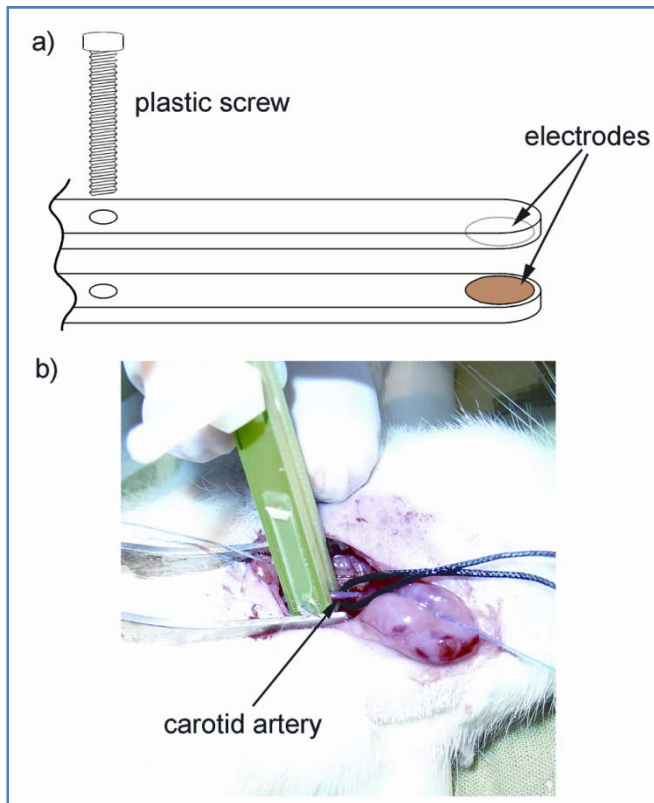 a)
plastic screw
electrodes
b)
carotid artery